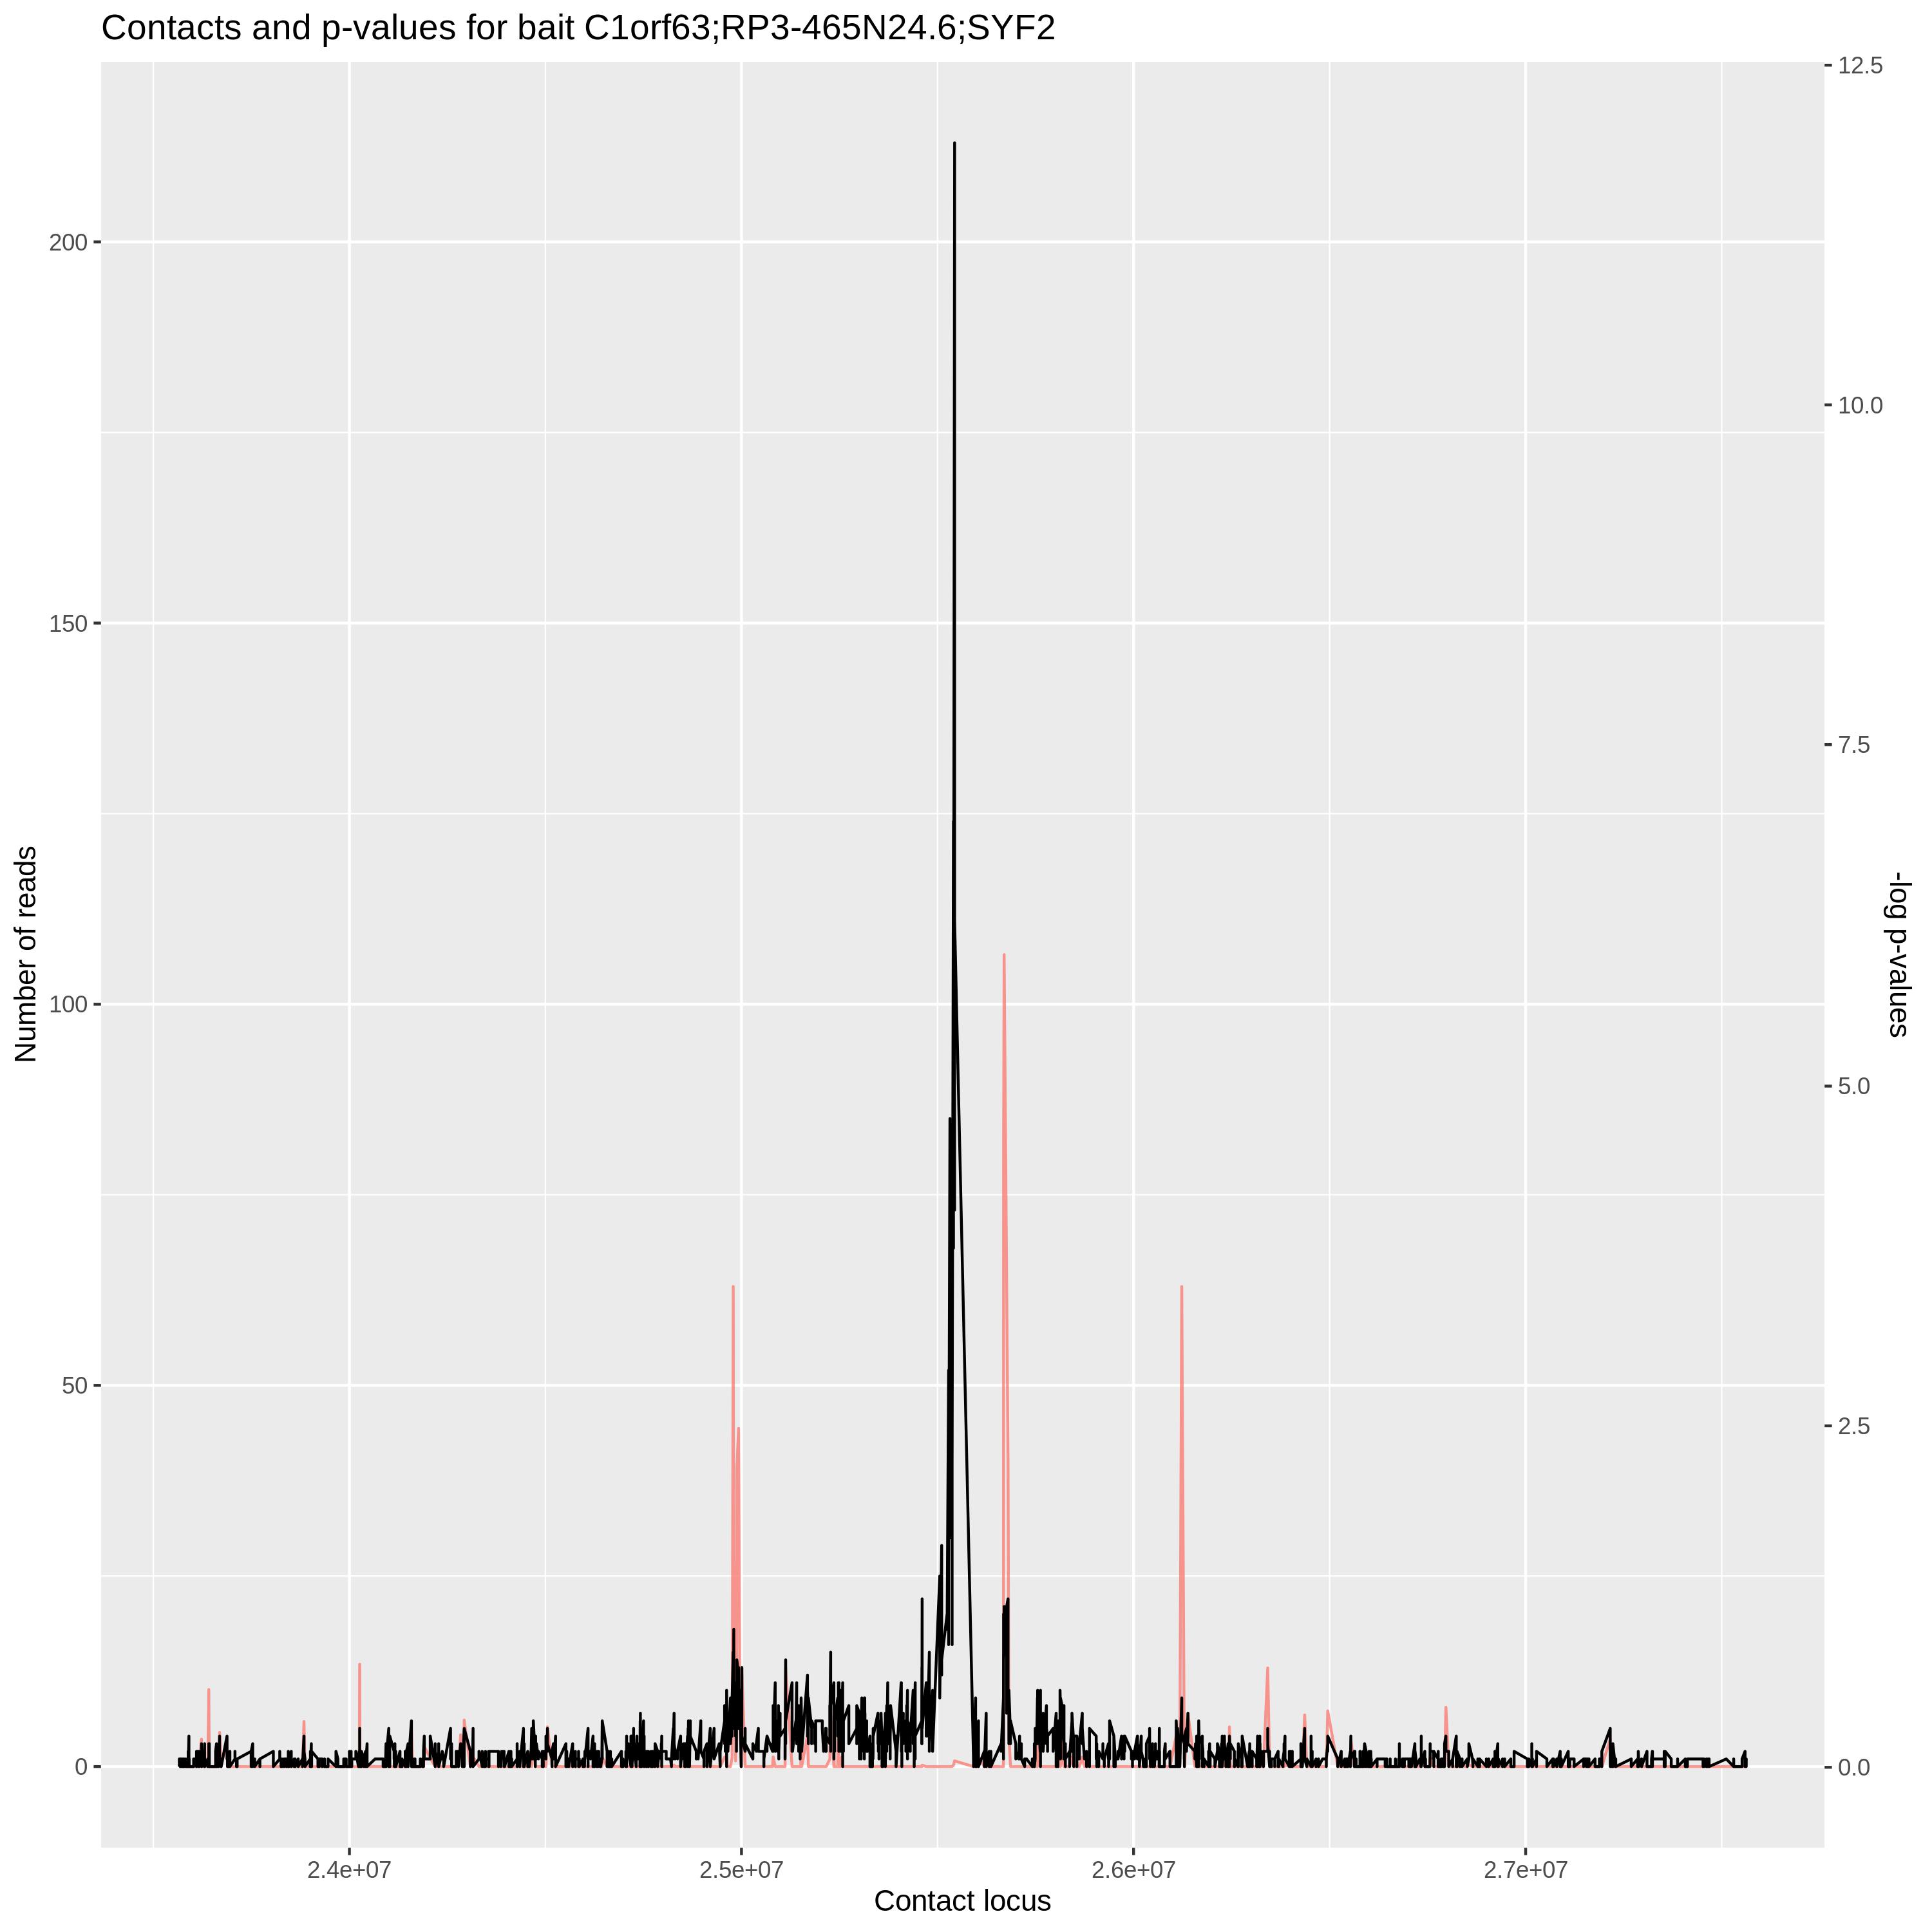 Contacts and p-values for bait C1orf63;RP3-465N24.6;SYF2
12.5
200
10.0
150
7.5
Number of reads
-log p-values
100
5.0
50
2.5
0
0.0
2.4e+07
2.5e+07
2.6e+07
2.7e+07
Contact locus